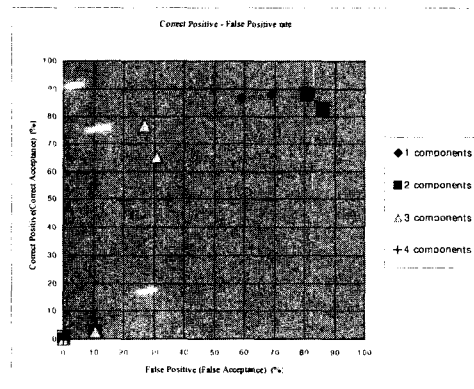 Correct Positive - False Positive rate
100
90
80
70
60
50
40
30
20
10
0
0 10 20 30 40 50 60 70 80 90 100
Correct Positive(Correct Acceptance) (%)
False Positive (False Acceptance) (%)
1 components
2 components
3 components
4 components